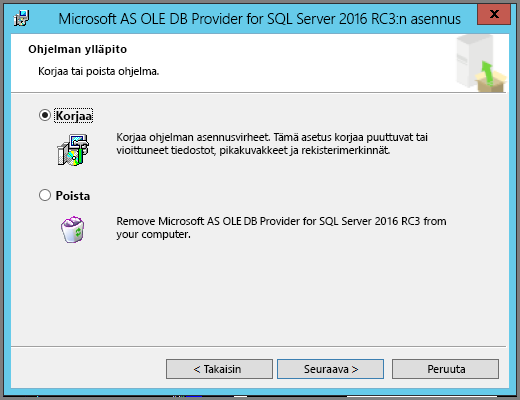 Microsoft AS OLE DB Provider for SQL Server 2016 RC3:n asennus
x
Ohjelman ylläpito
Korjaa tai poista ohjelma.
Korjaa
Korjaa ohjelman asennusvirheet. Tämä asetus korjaa puuttuvat tai
vioittuneet tiedostot, pikakuvakkeet ja rekisterimerkinnät.
Poista
Remove Microsoft AS OLE DB Provider for SQL Server 2016 RC3 from
your computer.
< Takaisin
Seuraava >
Peruuta